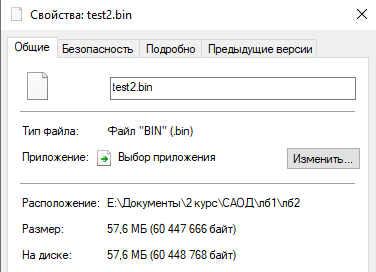 Свойства: test2.bin
Общие Безопасность Подробно Предыдущие версии
test2.bin
Тип файла: Файл "BIN" (.bin)
Приложение: Выбор приложения Изменить...
Расположение: E:\Документы\2 курс\САОД\лб1\лб2
Размер: 57,6 МБ (60 447 666 байт)
На диске: 57,6 МБ (60 448 768 байт)